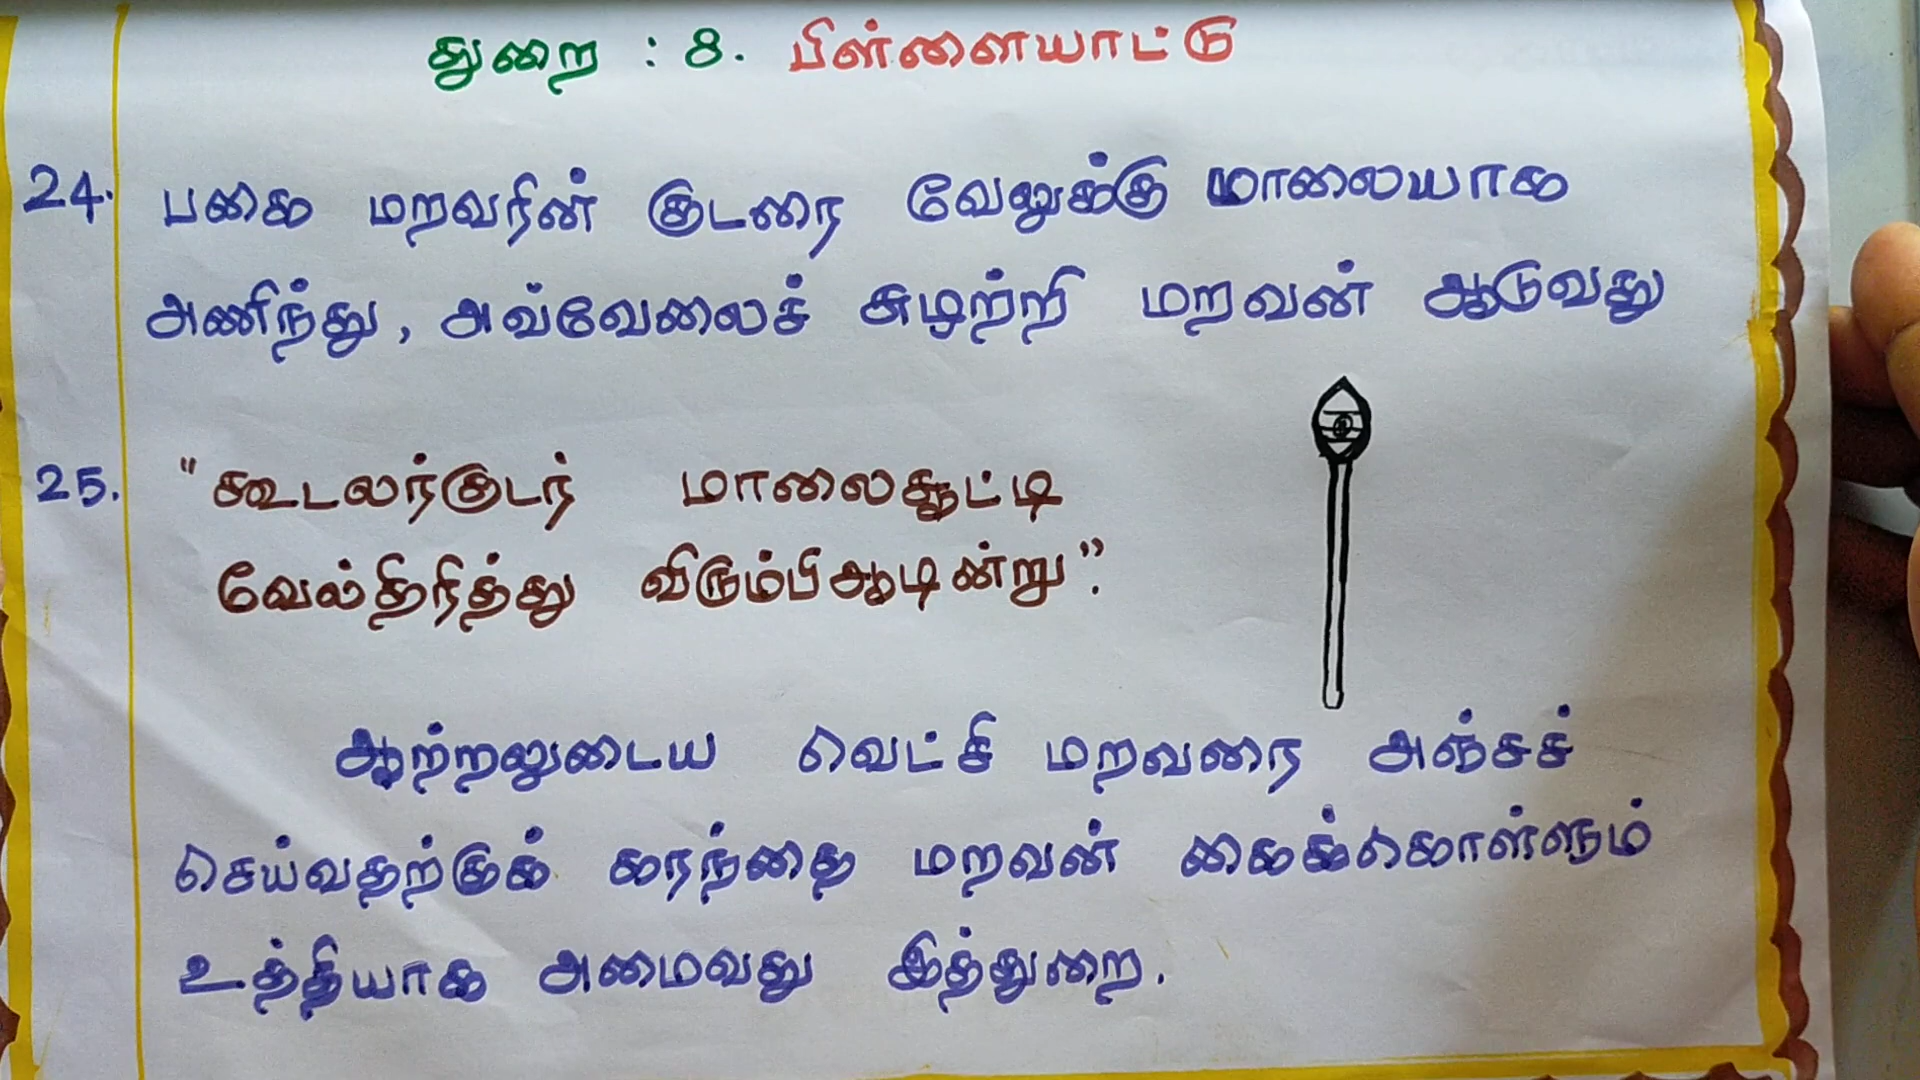 துறை : 8. பிள்ளையாட்டு
24. பகை மறவரின் குடரை வேலுக்கு மாலையாக
அணிந்து, அவ்வேலைச் சுழற்றி மறவன் ஆடுவது
25. "கூடலர்குடர் மாலைசூட்டி
வேல்திரித்து விரும்பிஆடின்று".
ஆற்றலுடைய வெட்சி மறவரை அஞ்சச்
செய்வதற்குக் கரந்தை மறவன் கைக்கொள்ளும்
உத்தியாக அமைவது இத்துறை.